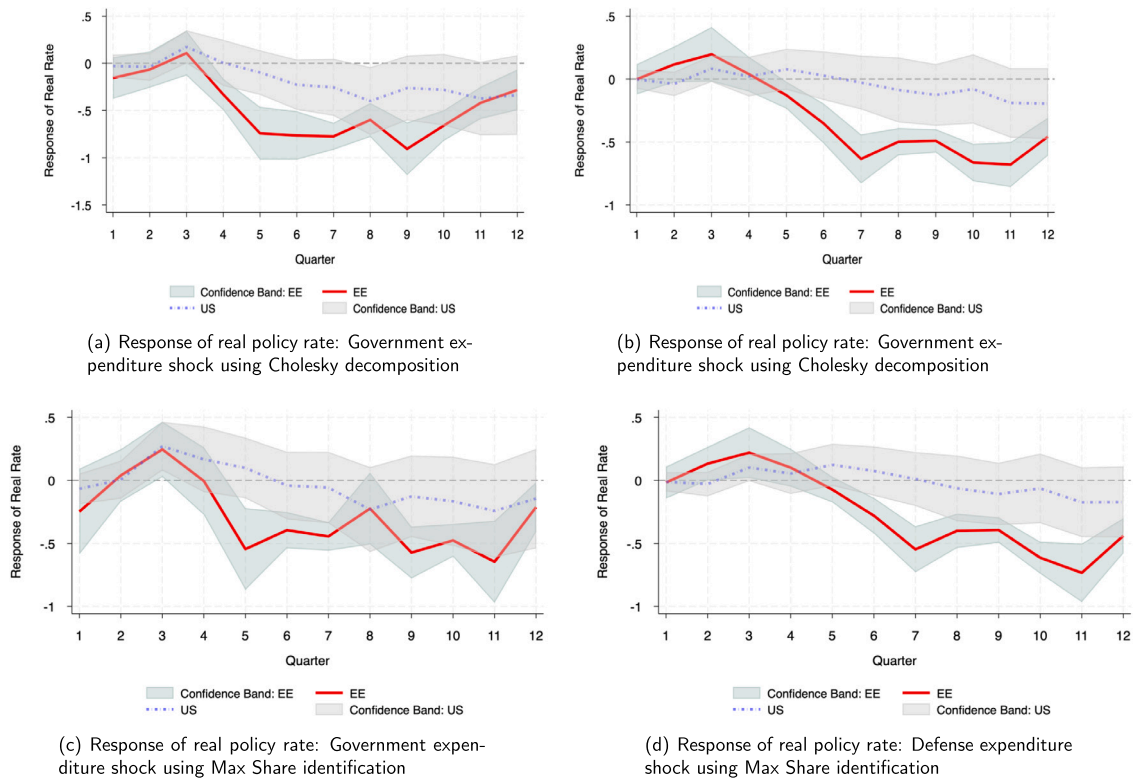 .5
0
-.5
-1
-1.5
Response of Real Rate
1 2 3 4 5 6 7 8 9 10 11 12
Quarter
Confidence Band: EE EE
US Confidence Band: US
(a) Response of real policy rate: Government ex-
penditure shock using Cholesky decomposition
.5
0
-.5
-1
Response of Real Rate
1 2 3 4 5 6 7 8 9 10 11 12
Quarter
Confidence Band: EE EE
US Confidence Band: US
(b) Response of real policy rate: Government ex-
penditure shock using Cholesky decomposition
.5
0
-.5
-1
Response of Real Rate
1 2 3 4 5 6 7 8 9 10 11 12
Quarter
Confidence Band: EE EE
US Confidence Band: US
(c) Response of real policy rate: Government expen-
diture shock using Max Share identification
.5
0
-.5
-1
Response of Real Rate
1 2 3 4 5 6 7 8 9 10 11 12
Quarter
Confidence Band: EE EE
US Confidence Band: US
(d) Response of real policy rate: Defense expenditure
shock using Max Share identification